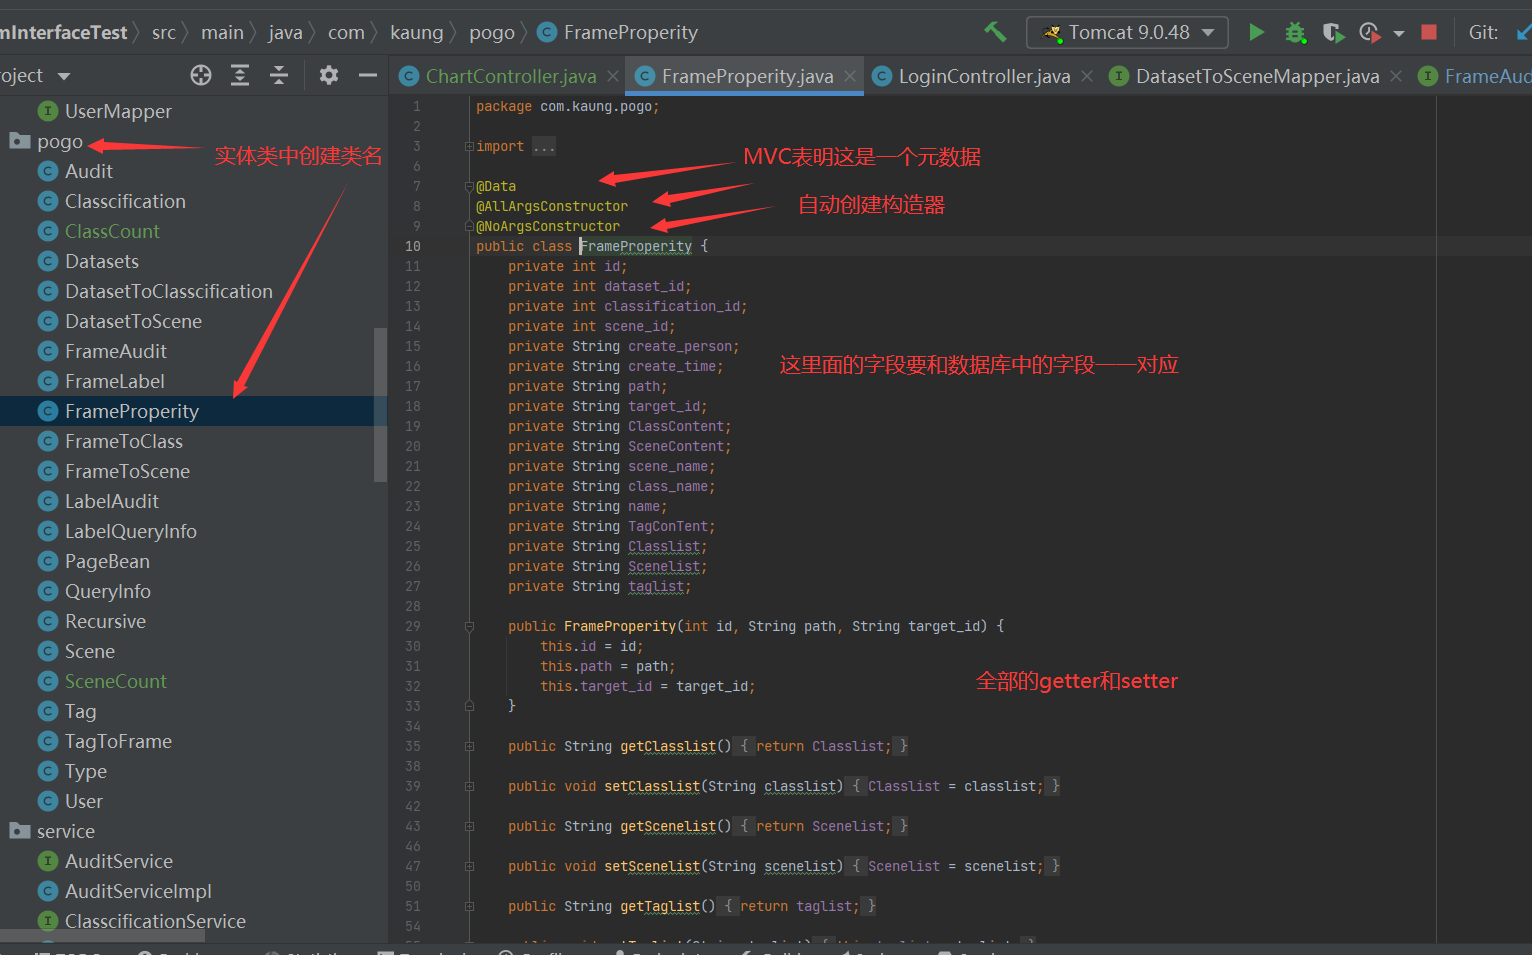 mInterfaceTest src main java com kaung pogo FrameProperity Tomcat 9.0.48 Git:
roject ChartController.java FrameProperity.java LoginController.java DatasetToSceneMapper.java FrameAud
UserMapper
pogo
Audit
Classcification
ClassCount
Datasets
DatasetToClasscification
DatasetToScene
FrameAudit
FrameLabel
FrameProperity
FrameToClass
FrameToScene
LabelAudit
LabelQueryInfo
PageBean
QueryInfo
Recursive
Scene
SceneCount
Tag
TagToFrame
Type
User
service
AuditService
AuditServiceImpl
ClasscificationService
实体类中创建类名
1 package com.kaung.pogo;
2
3 import ...
6
7 @Data
8 @AllArgsConstructor
9 @NoArgsConstructor
10 public class FrameProperity {
11 private int id;
12 private int dataset_id;
13 private int classification_id;
14 private int scene_id;
15 private String create_person;
16 private String create_time;
17 private String path;
18 private String target_id;
19 private String ClassContent;
20 private String SceneContent;
21 private String scene_name;
22 private String class_name;
23 private String name;
24 private String TagConTent;
25 private String Classlist;
26 private String Scenelist;
27 private String taglist;
28
29 public FrameProperity(int id, String path, String target_id) {
30 this.id = id;
31 this.path = path;
32 this.target_id = target_id;
33 }
34
35 public String getClasslist() { return Classlist; }
38
39 public void setClasslist(String classlist) { Classlist = classlist; }
42
43 public String getScenelist() { return Scenelist; }
46
47 public void setScenelist(String scenelist) { Scenelist = scenelist; }
50
51 public String getTaglist() { return taglist; }
54
MVC表明这是一个元数据
自动创建构造器
这里面的字段要和数据库中的字段一一对应
全部的getter和setter